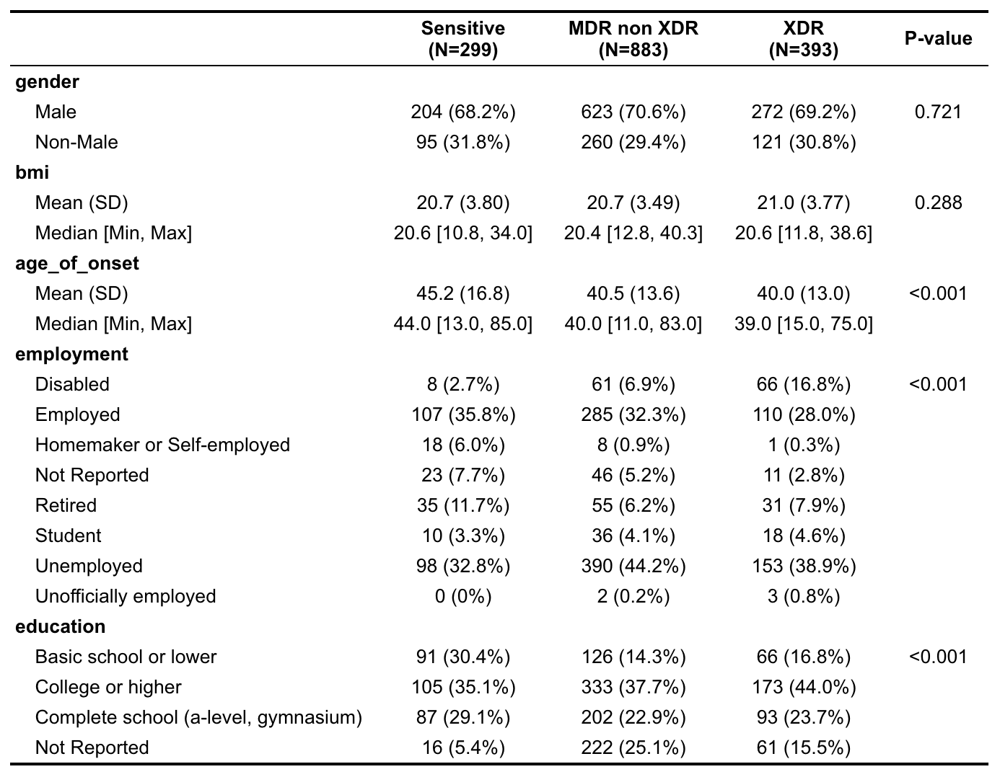 Sensitive MDR non XDR XDR P-value
(N=299) (N=883) (N=393)
gender
Male 204 (68.2%) 623 (70.6%) 272 (69.2%) 0.721
Non-Male 95 (31.8%) 260 (29.4%) 121 (30.8%)
bmi
Mean (SD) 20.7 (3.80) 20.7 (3.49) 21.0 (3.77) 0.288
Median [Min, Max] 20.6 [10.8, 34.0] 20.4 [12.8, 40.3] 20.6 [11.8, 38.6]
age_of_onset
Mean (SD) 45.2 (16.8) 40.5 (13.6) 40.0 (13.0) <0.001
Median [Min, Max] 44.0 [13.0, 85.0] 40.0 [11.0, 83.0] 39.0 [15.0, 75.0]
employment
Disabled 8 (2.7%) 61 (6.9%) 66 (16.8%) <0.001
Employed 107 (35.8%) 285 (32.3%) 110 (28.0%)
Homemaker or Self-employed 18 (6.0%) 8 (0.9%) 1 (0.3%)
Not Reported 23 (7.7%) 46 (5.2%) 11 (2.8%)
Retired 35 (11.7%) 55 (6.2%) 31 (7.9%)
Student 10 (3.3%) 36 (4.1%) 18 (4.6%)
Unemployed 98 (32.8%) 390 (44.2%) 153 (38.9%)
Unofficially employed 0 (0%) 2 (0.2%) 3 (0.8%)
education
Basic school or lower 91 (30.4%) 126 (14.3%) 66 (16.8%) <0.001
College or higher 105 (35.1%) 333 (37.7%) 173 (44.0%)
Complete school (a-level, gymnasium) 87 (29.1%) 202 (22.9%) 93 (23.7%)
Not Reported 16 (5.4%) 222 (25.1%) 61 (15.5%)